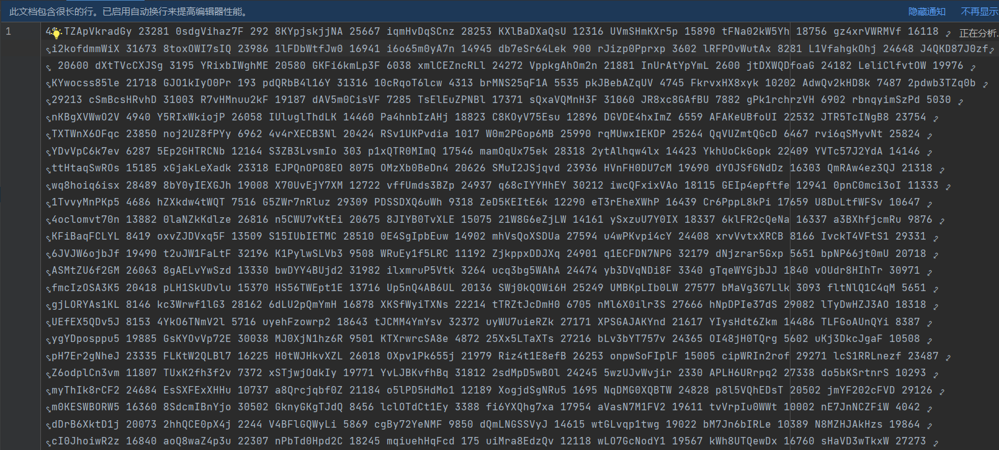 此文档包含很长的行。已启用自动换行来提高编辑器性能。 隐藏通知 不再显示
1 TZApVkradGy 23281 0sdgVihaz7F 292 8KYpjskjjNA 25667 iqmHvDqSCnz 28253 KXlBaDXaQsU 12316 UVmSHmKXr5p 15890 tFNa02kW5Yh 18756 gz4xrVWRMVf 16118 正在分析.
i2kofdmmWiX 31673 8toxOWI7sIQ 23986 1lFDbWtfJw0 16941 i6o65m0yA7n 14945 db7eSr64Lek 900 rJizp0Pprxp 3602 lRFPOvWutAx 8281 L1VfahgkOhj 24648 J4QKD87J0zf
20600 dXtTVcCXJSg 3195 YRixbIWghME 20580 GKFi6kmLp3F 6038 xmlCEZncRLl 24272 VppkgAhOm2n 21881 InUrAtYpYmL 2600 jtDXWQDfoaG 24182 LeliClfvtOW 19976
KYwocss85le 21718 GJO1kIyO0Pr 193 pdQRbB4l16Y 31316 10cRqoT6lcw 4313 brMNS25qF1A 5535 pkJBebAZqUV 4745 FkrvxHX8xyk 10202 AdwQv2kHD8k 7487 2pdwb3TZq0b
29213 cSmBcsHRvhD 31003 R7vHMnuu2kF 19187 dAV5m0CisVF 7285 TsElEuZPNBl 17371 sQxaVQMnH3F 31060 JR8xc8GAfBU 7882 gPk1rchrzVH 6902 rbnqyimSzPd 5030
nKBgXVWwO2V 4940 Y5RIxWkiojP 26058 IUluglThdLK 14460 Pa4hnbIzAHj 18823 C8KOyV75Esu 12896 DGVDE4hxImZ 6559 AFAKeUBfoUI 22532 JTR5TcINgB8 23754
TXTWnX6OFqc 23850 noj2UZ8fPYy 6962 4v4rXECB3Nl 20424 RSv1UKPvdia 1017 W0m2PGop6MB 25990 rqMUwxIEKDP 25264 QqVUZmtQGcD 6467 rvi6qSMyvNt 25824
YDvVpC6k7ev 6287 5Ep2GHTRCNb 12164 S3ZB3LvsmIo 303 p1xQTR0MImQ 17546 mamOqUx75ek 28318 2ytAlhqw4lx 14423 YkhUoCkGopk 22409 YVTc57J2YdA 14146
ttHtaqSwROs 15185 xGjakLeXadk 23318 EJPQnOPO8EO 8075 OMzXb0BeDn4 20626 SMuI2JSjqvd 23936 HVnFH0DU7cM 19690 dYOJSfGNdDz 16303 QmRAw4ez3QJ 21318
wq8hoiq6isx 28489 8bY0yIEXGJh 19008 X70UvEjY7XM 12722 vffUmds3BZp 24937 q68cIYYHhEY 30212 iwcQFxixVAo 18115 GEIp4epftfe 12941 0pnC0mci3oI 11333
1TvvyMnPKp5 4686 hZXkdw4tWQT 7516 G5ZWr7nRluz 29309 PDSSDXQ6uWh 9318 ZeD5KEItE6k 12290 eT3rEheXWhP 16439 Cr6PppL8kPi 17659 U8DuLtfWFSv 10647
4oclomvt70n 13882 0laNZkKdlze 26816 n5CWU7vKtEi 20675 8JIYB0TvXLE 15075 21W8G6eZjLW 14161 ySxzuU7Y0IX 18337 6klFR2cQeNa 16337 a3BXhfjcmRu 9876
KFiBaqFCLYL 8419 oxvZJDVxq5F 13509 S15IUbIETMC 28510 0E4SgIpbEuw 14902 mhVsQoXSDUa 27594 u4wPKvpi4cY 24408 xrvVvtxXRCB 8166 IvckT4VFtS1 29331
6JVJW6ojbJf 19490 t2uJW1FaLtF 32196 K1PylwSLVb3 9508 WRuEy1f5LRC 11192 ZjkppxDDJXq 24901 q1ECFDN7NPG 32179 dNjzrar5Gxp 5651 bpNP66jt0mU 20718
ASMtZU6f2GM 26063 8gAELvYwSzd 13330 bwDYY4BUjd2 31982 ilxmruP5Vtk 3264 ucq3bg5WAhA 24474 yb3DVqNDi8F 3340 gTqeWYGjbJJ 1840 vOUdr8HIhTr 30971
fmcIzOSA3K5 20418 pLH1SkUDvlu 15370 HS56TWEpt1E 13716 Up5nQ4AB6UL 20136 SWj0kQOWi6H 25249 UMBKpLIb0LW 27577 bMaVg3G7Llk 3093 fltNlQ1C4qM 5651
gjLORYAs1KL 8146 kc3Wrwf1lG3 28162 6dLU2pQmYmH 16878 XKSfWyiTXNs 22214 tTRZtJcDmH0 6705 nMl6X0ilr3S 27666 hNpDPIe37dS 29082 lTyDwHZJ3AO 18318
UEfEX5QDv5J 8153 4YkO6TNmV2l 5716 uyehFzowrp2 18643 tJCMM4YmYsv 32372 uyWU7uieRZk 27171 XPSGAJAKYnd 21617 YIysHdt6Zkm 14486 TLFGoAUnQYi 8387
ygYDposppu5 19885 GsKYOvVp72E 30038 MJ0XjN1hz6R 9501 KTXrwrcSA8e 4872 25Xx5LTaXTs 27216 bLv3bYT757v 24365 OI48jH0TQrg 5602 uKj3DkcJgaF 10508
pH7Er2gNheJ 23335 FLKtW2QLBl7 16225 H0tWJHkvXZL 26018 OXpv1Pk655j 21979 Riz4t1E8efB 26253 onpwSoFIplF 15005 cipWRIn2rof 29271 lcS1RRLnezf 23487
Z6odplCn3vm 11807 TUxK2fh3f2v 7372 xSTjwjOdkIy 19771 YvLJBKvfhBq 31812 2sdMpD5wBOl 24245 5wzUJvWvjir 2330 APLH6URrpq2 27338 do5bKSrtnrS 10293
myThIk8rCF2 24684 EsSXFExXHHu 10737 a8Qrcjqbf0Z 21184 o5lPD5HdMo1 12189 XogjdSgNRu5 1695 NqDMG0XQBTW 24828 p8l5VQhEDsT 20502 jmYF202cFVD 29126
m0KESWBORW5 16360 8SdcmIBnYjo 30502 GknyGKgTJdQ 8456 lclOTdCt1Ey 3388 fi6YXQhg7xa 17954 aVasN7M1FV2 19611 tvVrpIu0WWt 10002 nE7JnNCZFiW 4042
dDrB6XktD1j 20073 2hhQCE0pX4j 2244 V4BFlGQWyLi 5869 cgBy72YeNMF 9850 dQmLNGSSVyJ 14615 wtGLvqp1twg 19022 bM7Jn6bIRLe 10389 N8MZHJAkHzs 19864
cI0JhoiwR2z 16840 aoQ8waZ4p3u 22307 nPbTd0Hpd2C 18245 mqiuehHqFcd 175 uiMra8EdzQv 12118 wLO7GcNodY1 19567 kWh8UTQewDx 16760 sHaVD3wTkxW 27273